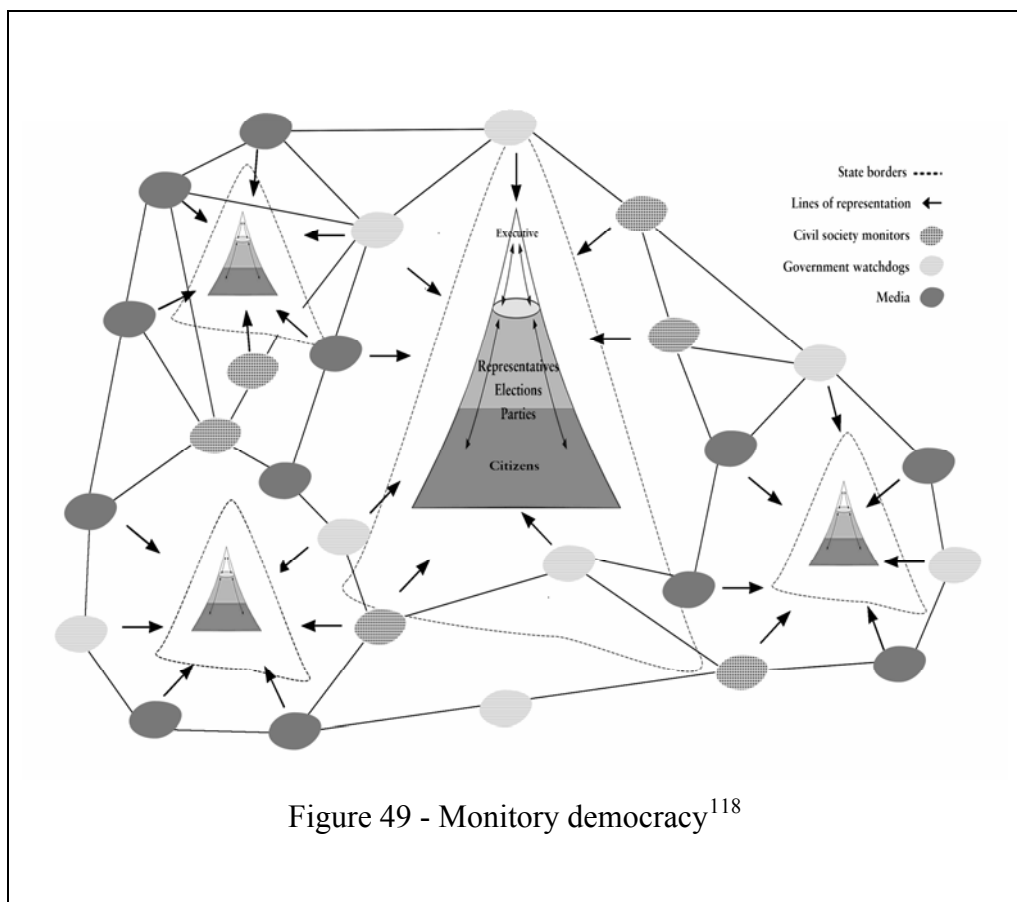 State borders
Lines of representation
Civil society monitors
Government watchdogs
Media
Executive
Representatives
Elections
Parties
Citizens
Figure 49 - Monitory democracy118